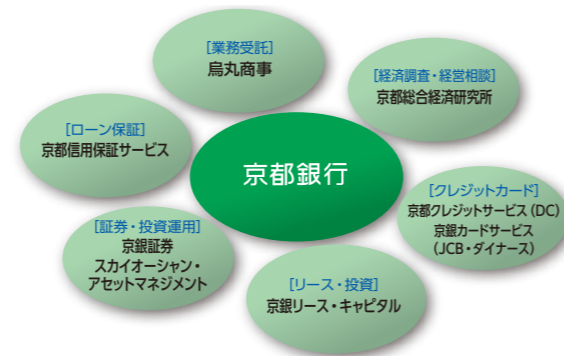 [業務受託]
烏丸商事
[経済調査・経営相談]
京都総合経済研究所
[ローン保証]
京都信用保証サービス
京都銀行
[クレジットカード]
京都クレジットサービス(DC)
京銀カードサービス
(JCB・ダイナース)
[証券・投資運用]
京銀証券
スカイオーシャン・
アセットマネジメント
[リース・投資]
京銀リース・キャピタル